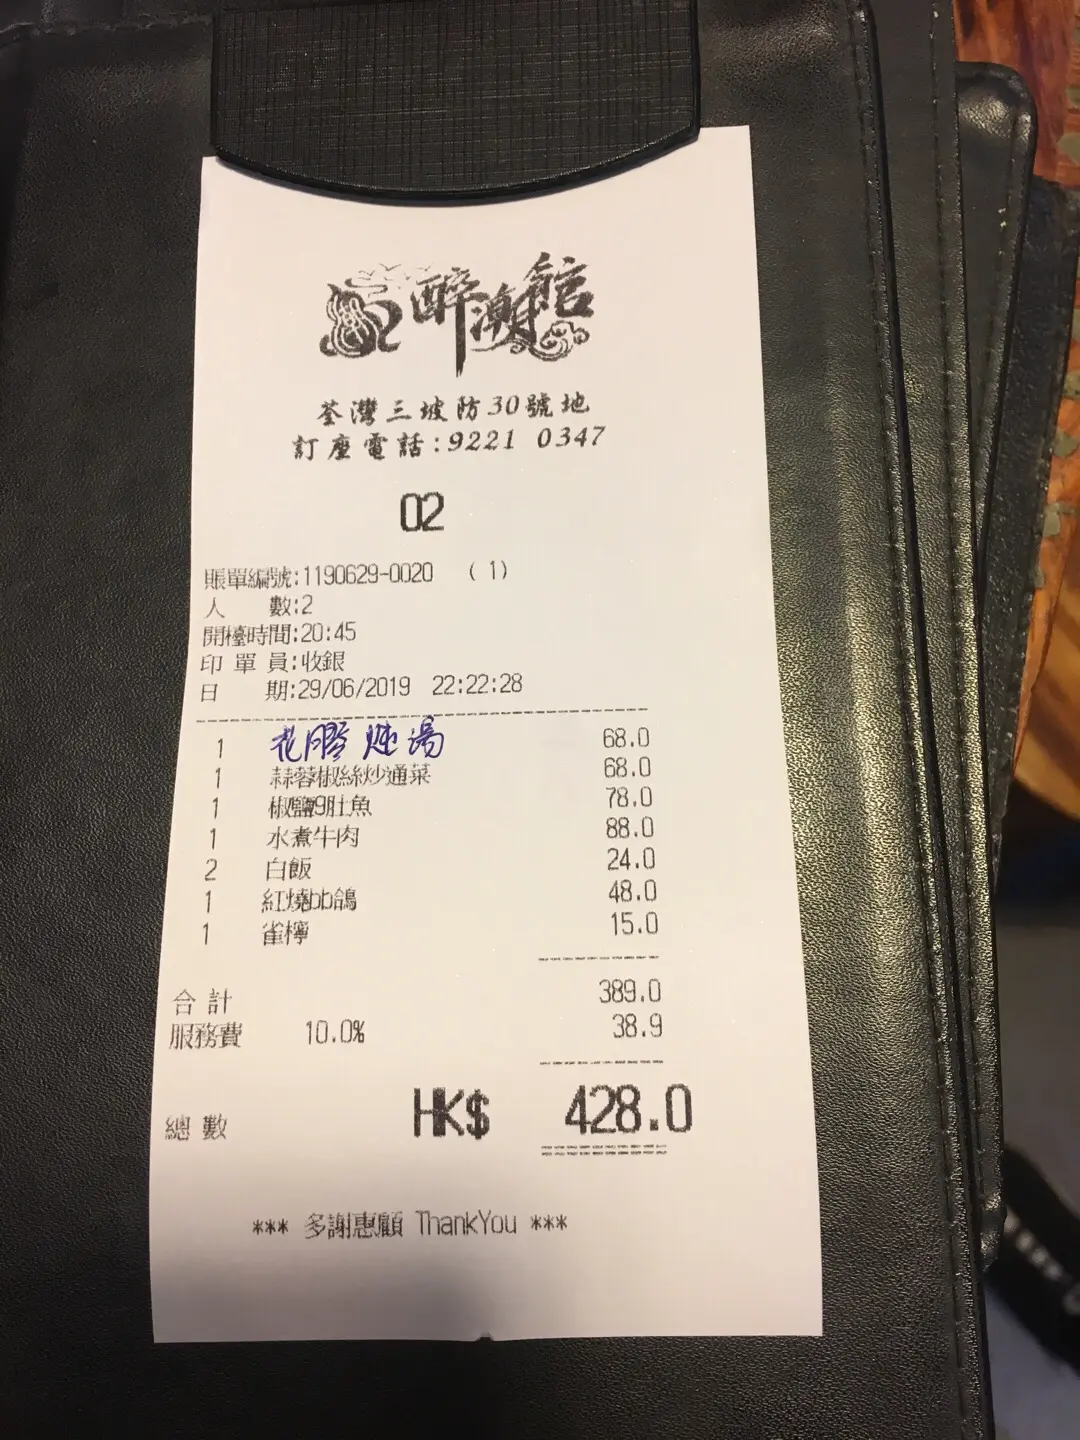 醉潮館
荃灣三坡防30號地
訂座電話:9221 0347
02
賬單編號:1190629-0020 (1)
人 數:2
開檯時間:20:45
印單員:收銀
日 期:29/06/2019 22:22:28
1 花膠燉湯 68.0
1 蒜蓉椒絲炒通菜 68.0
1 椒鹽9肚魚 78.0
1 水煮牛肉 88.0
2 白飯 24.0
1 紅燒bb鴿 48.0
1 雀檸 15.0
合計 389.0
服務費 10.0% 38.9
總數 HK$ 428.0
*** 多謝惠顧 ThankYou ***